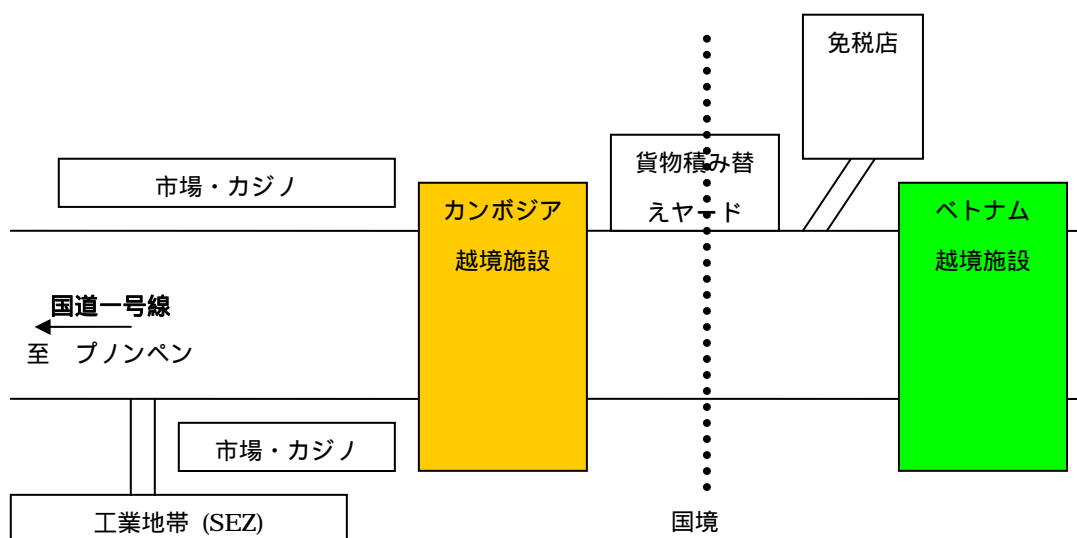 免税店
貨物積み替
えヤード
市場・カジノ
カンボジア
越境施設
ベトナム
越境施設
国道一号線
至　プノンペン
市場・カジノ
工業地帯 (SEZ)
国境